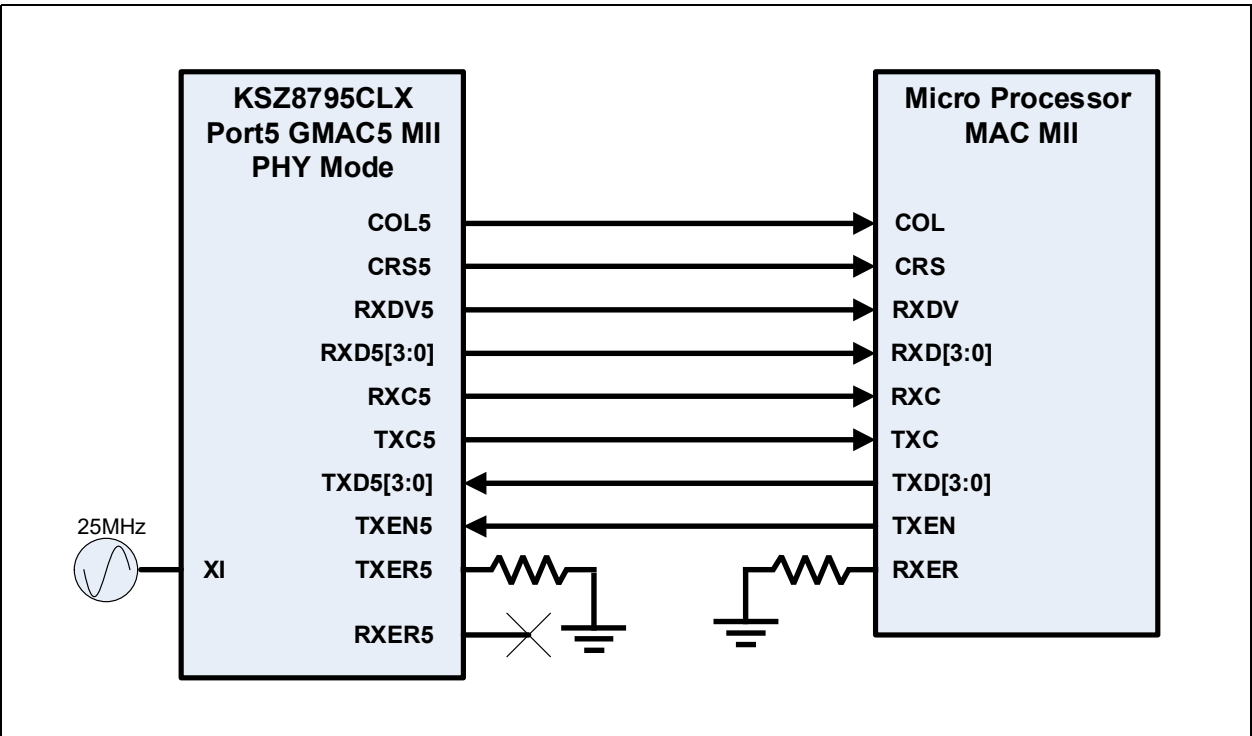 KSZ8795CLX
Port5 GMAC5 MII
PHY Mode
Micro Processor
MAC MII
COL5
COL
CRS5
CRS
RXDV5
RXDV
RXD5[3:0]
RXD[3:0]
RXC5
RXC
TXC5
TXC
TXD5[3:0]
TXD[3:0]
TXEN5
TXEN
25MHz
XI
TXER5
RXER
RXER5